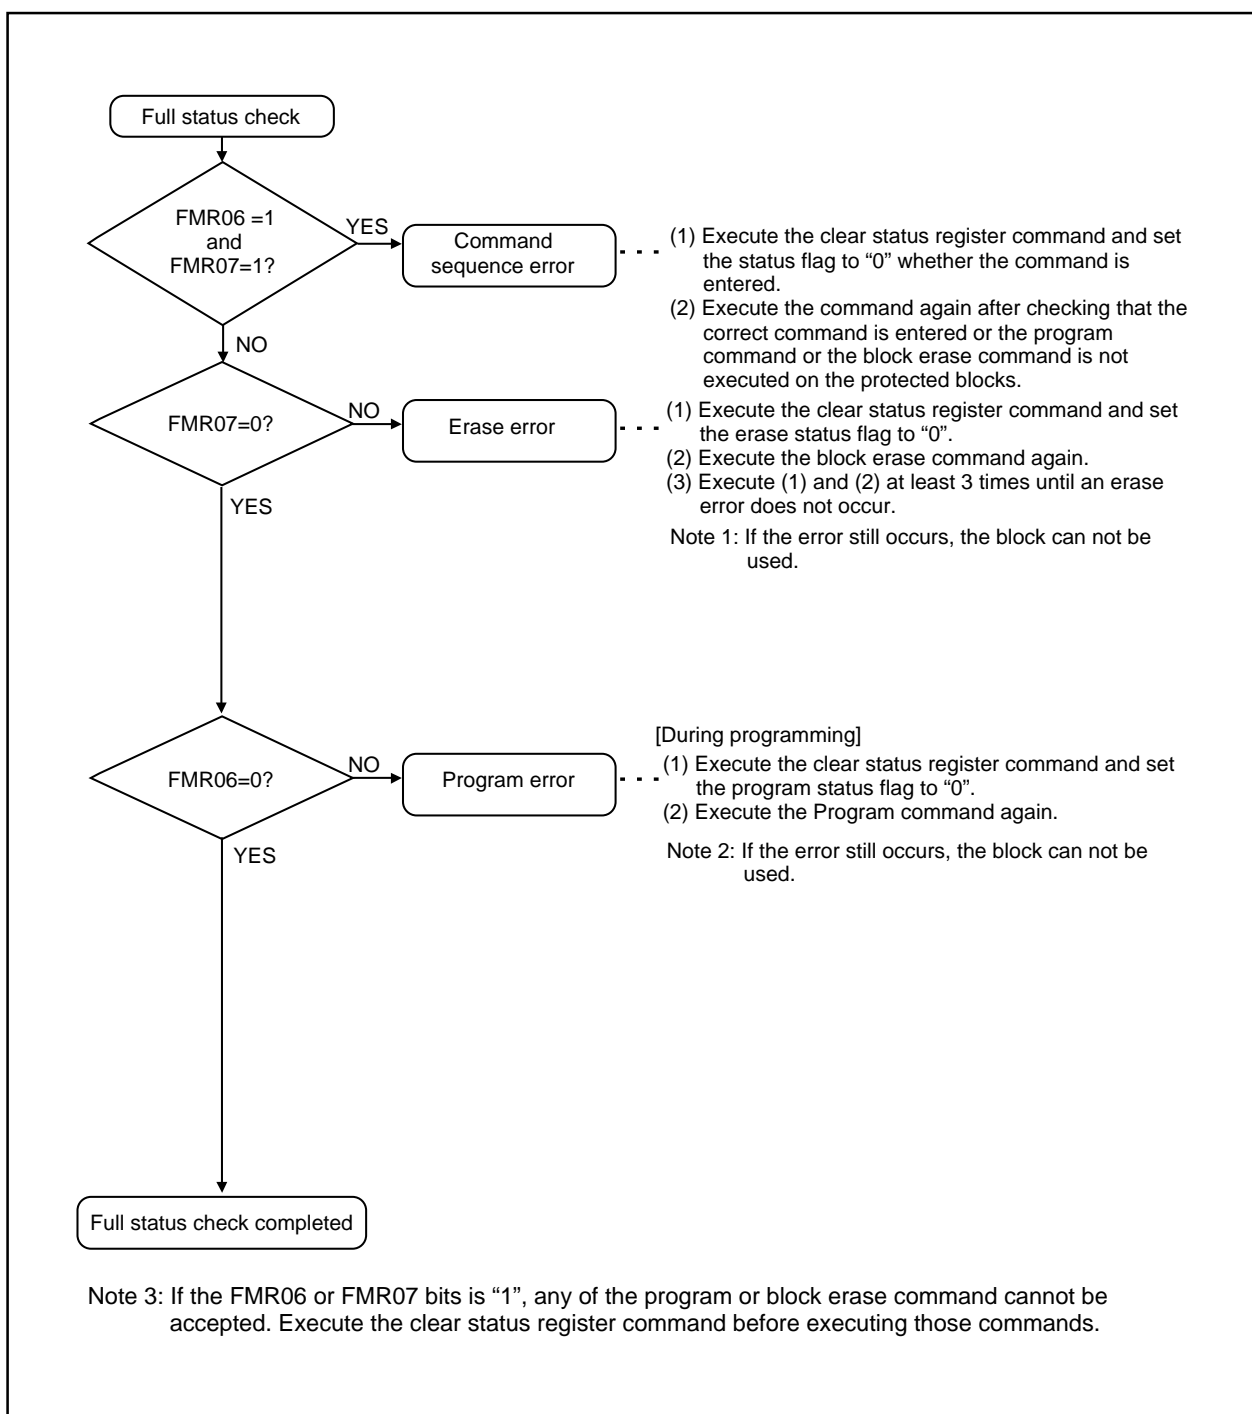 Full status check
FMR06 =1
and
FMR07=1?
YES
Command
sequence error
(1) Execute the clear status register command and set
the status flag to “0” whether the command is
entered.
(2) Execute the command again after checking that the
correct command is entered or the program
command or the block erase command is not
executed on the protected blocks.
NO
FMR07=0?
NO
Erase error
(1) Execute the clear status register command and set
the erase status flag to “0”.
(2) Execute the block erase command again.
(3) Execute (1) and (2) at least 3 times until an erase
error does not occur.
Note 1: If the error still occurs, the block can not be
used.
YES
FMR06=0?
NO
Program error
[During programming]
(1) Execute the clear status register command and set
the program status flag to “0”.
(2) Execute the Program command again.
Note 2: If the error still occurs, the block can not be
used.
YES
Full status check completed
Note 3: If the FMR06 or FMR07 bits is “1”, any of the program or block erase command cannot be
accepted. Execute the clear status register command before executing those commands.